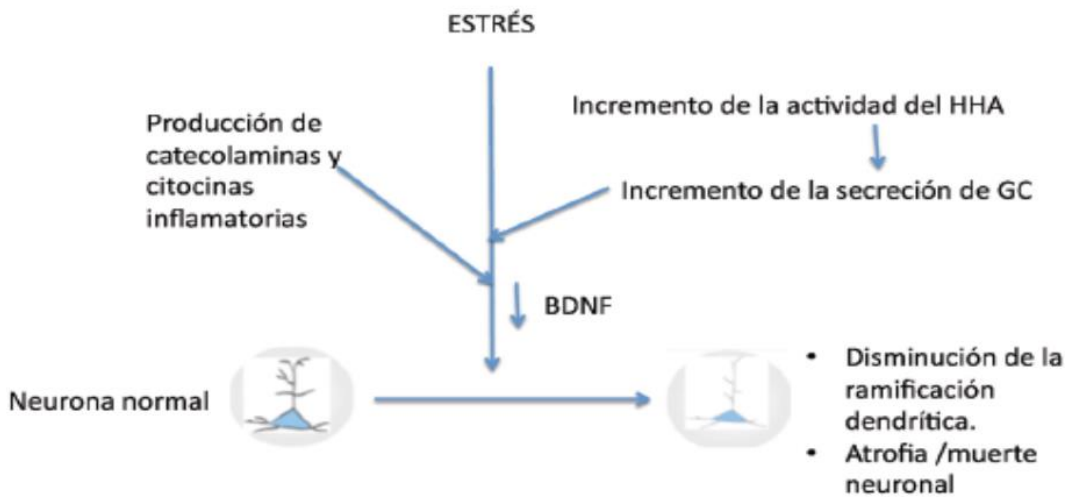 ESTRÉS
Incremento de la actividad del HHA
Producción de
catecolaminas y
citocinas
inflamatorias
Incremento de la secreción de GC
BDNF
Neurona normal
• Disminución de la
ramificación
dendrítica.
• Atrofia /muerte
neuronal